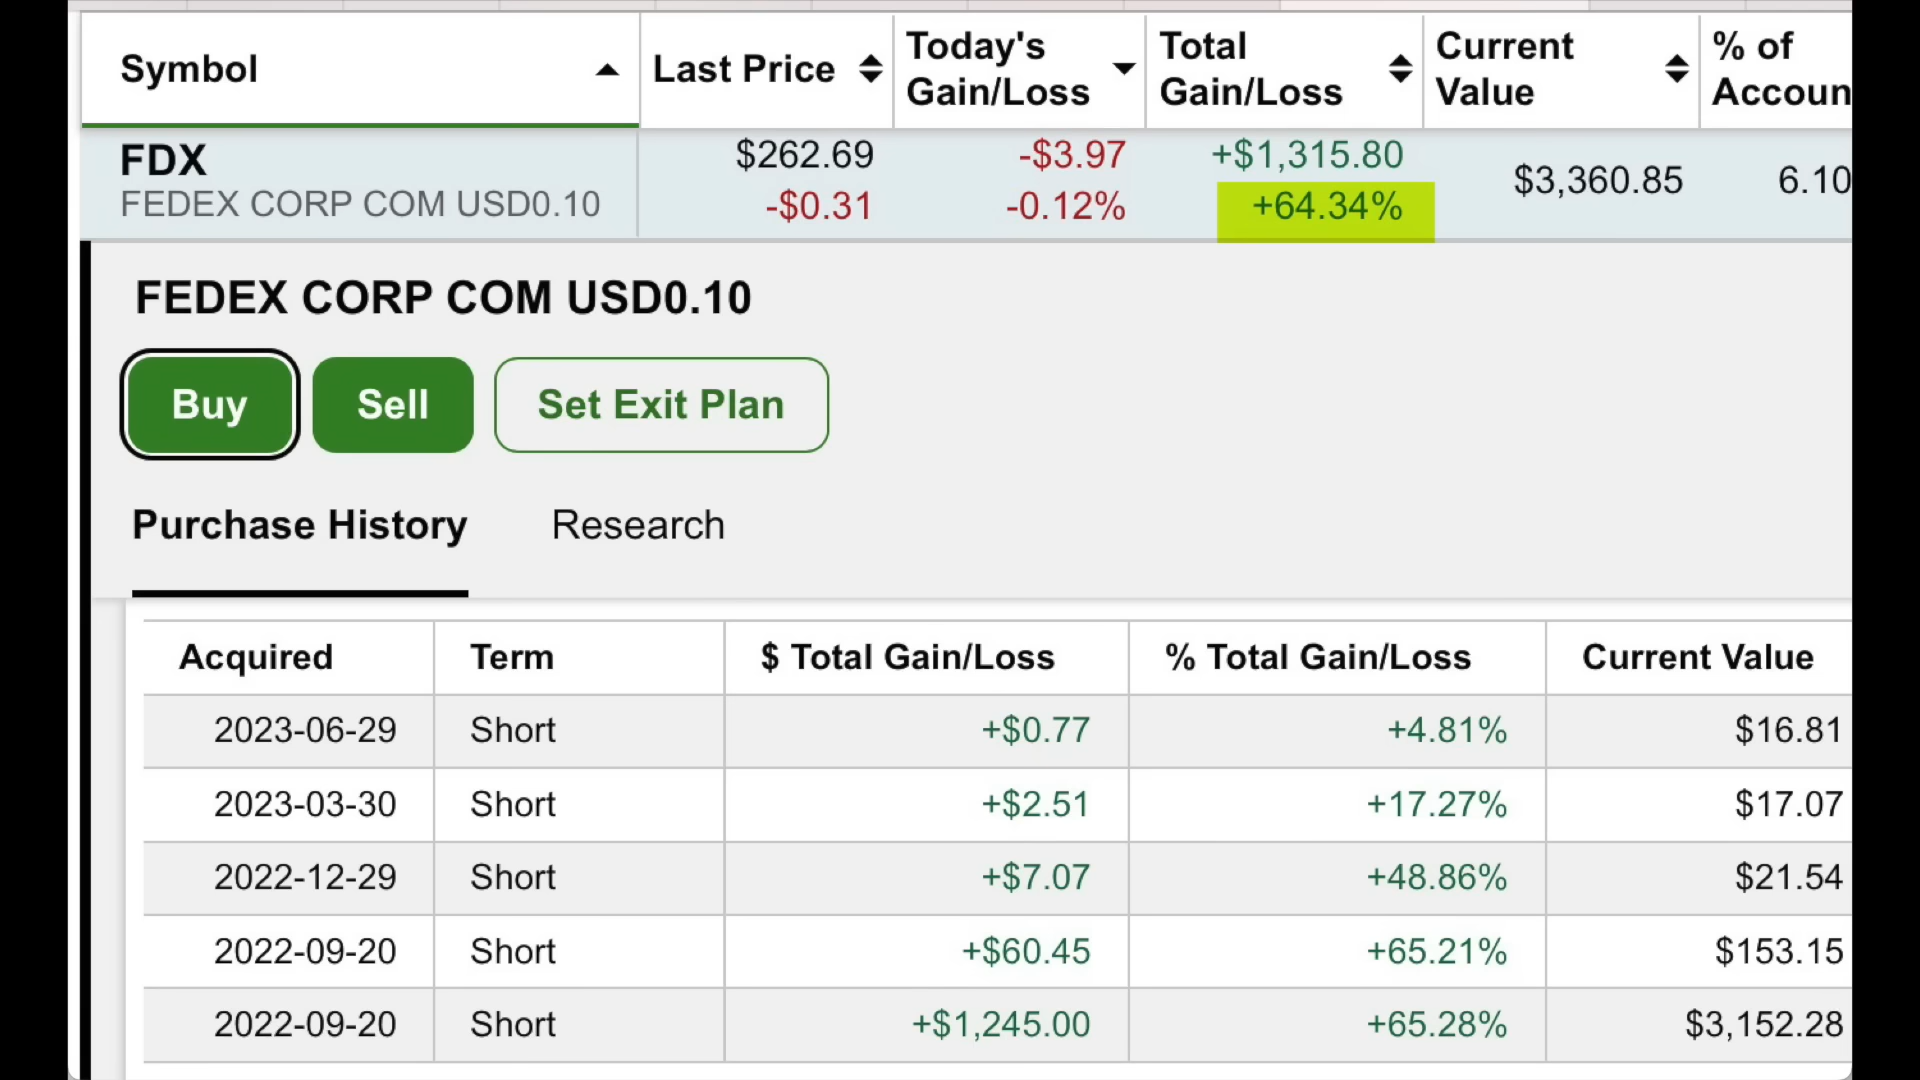 Symbol Last Price Today's Gain/Loss Total Gain/Loss Current Value % of Accoun
FDX $262.69 -$3.97 +$1,315.80 $3,360.85 6.10
FEDEX CORP COM USD0.10 -$0.31 -0.12% +64.34%
FEDEX CORP COM USD0.10
Buy Sell Set Exit Plan
Purchase History Research
Acquired Term $ Total Gain/Loss % Total Gain/Loss Current Value
2023-06-29 Short +$0.77 +4.81% $16.81
2023-03-30 Short +$2.51 +17.27% $17.07
2022-12-29 Short +$7.07 +48.86% $21.54
2022-09-20 Short +$60.45 +65.21% $153.15
2022-09-20 Short +$1,245.00 +65.28% $3,152.28